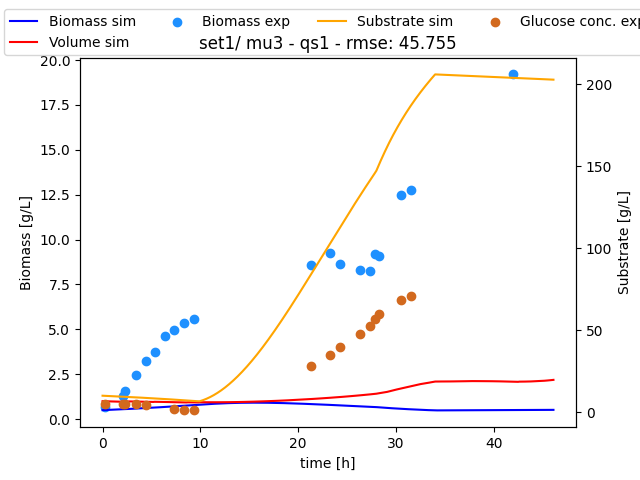 Biomass sim Biomass exp Substrate sim Glucose conc. exp
Volume sim
set1/ mu3 - qs1 - rmse: 45.755
20.0
17.5
15.0
12.5
10.0
7.5
5.0
2.5
0.0
Biomass [g/L]
200
150
100
50
0
Substrate [g/L]
0 10 20 30 40
time [h]